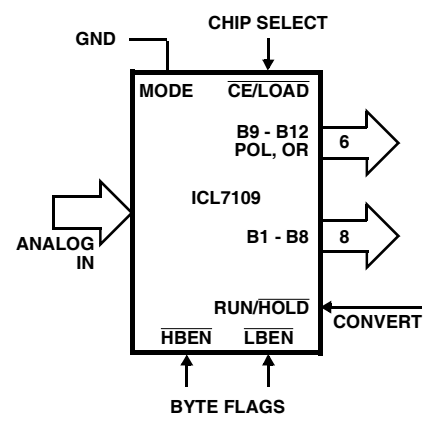 CHIP SELECT
GND
MODE
CE/LOAD
B9 - B12
POL, OR
6
ICL7109
B1 - B8
8
ANALOG
IN
RUN/HOLD
CONVERT
HBEN
LBEN
BYTE FLAGS